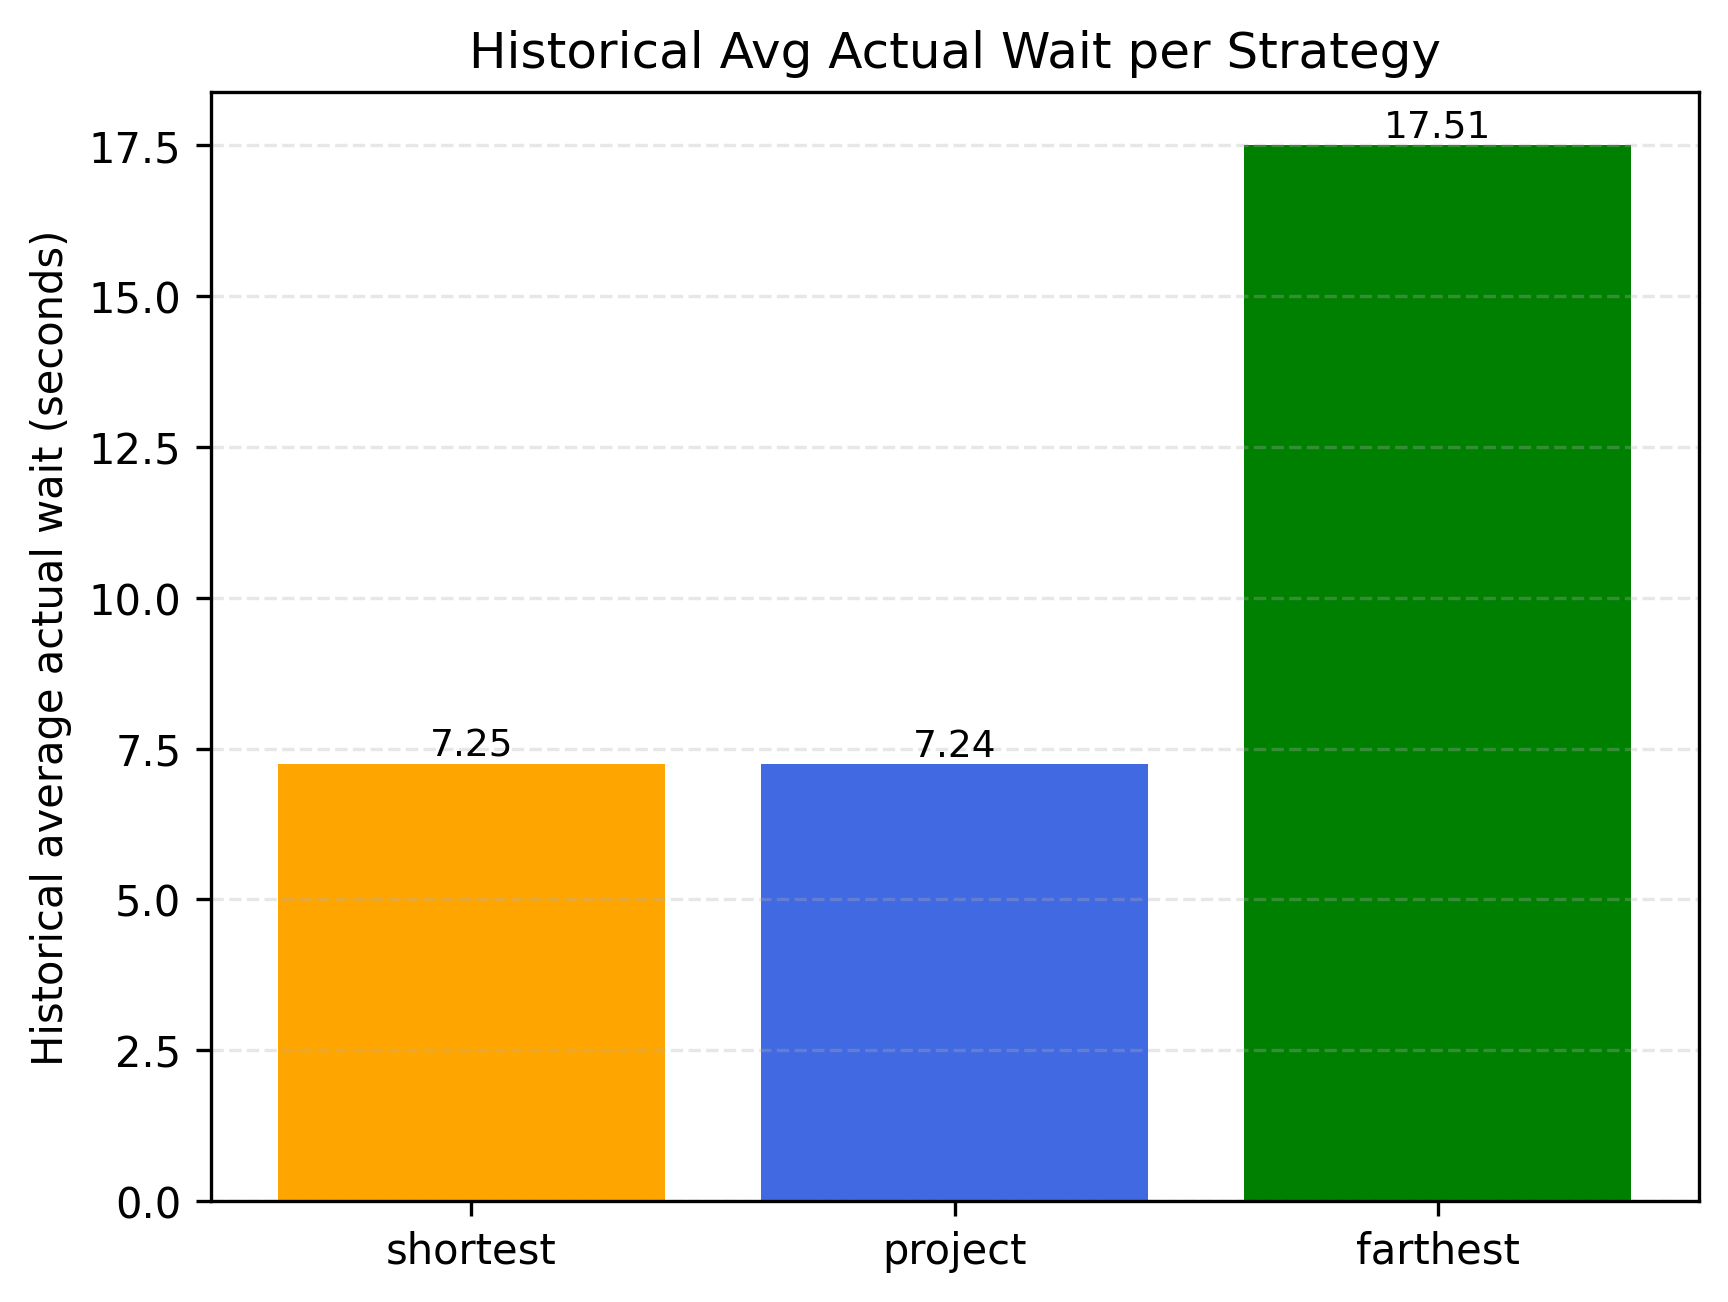 Historical Avg Actual Wait per Strategy
Historical average actual wait (seconds)
17.5
15.0
12.5
10.0
7.5
5.0
2.5
0.0
7.25
7.24
17.51
shortest
project
farthest